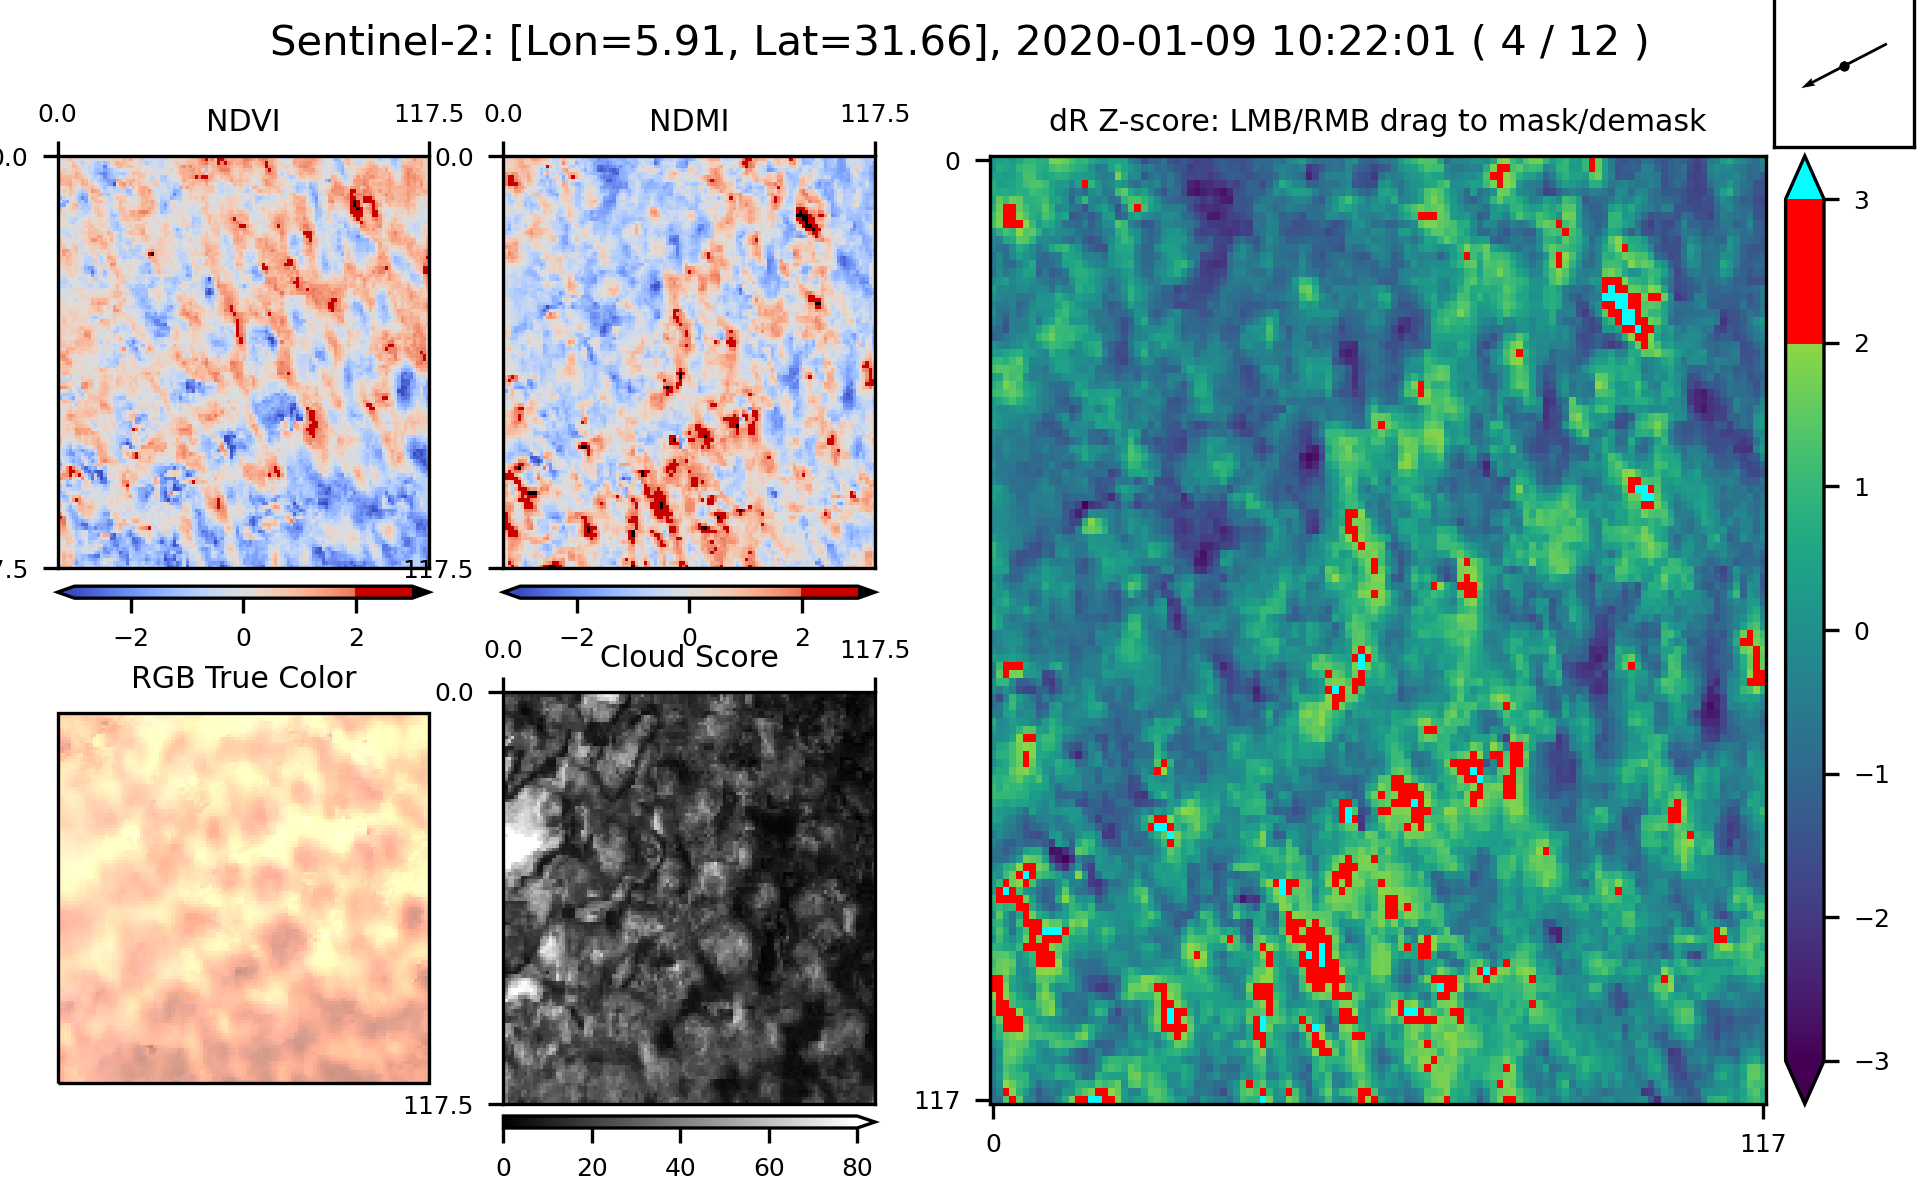 Sentinel-2: [Lon=5.91, Lat=31.66], 2020-01-09 10:22:01 ( 4 / 12 )
0.0 NDVI 117.5
0.0 NDMI 117.5
dR Z-score: LMB/RMB drag to mask/demask
0.0
0.0
0
3
2
1
0
−1
−2
−3
7.5
117.5
−2 0 2
−2 0 2
RGB True Color
0.0 Cloud Score 117.5
0.0
117.5
117
0 20 40 60 80
0 117